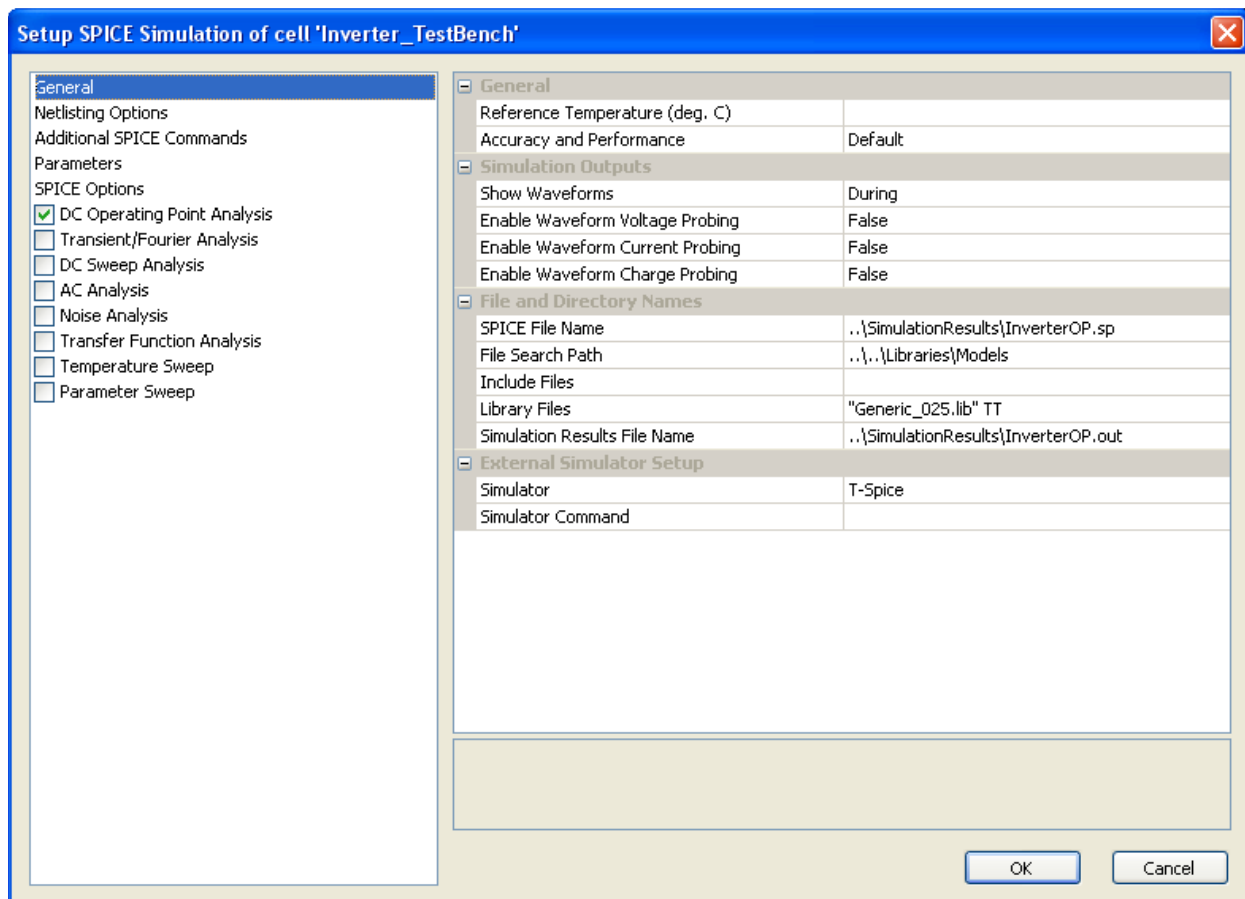 Setup SPICE Simulation of cell 'Inverter_TestBench'
General
Netlisting Options
Additional SPICE Commands
Parameters
SPICE Options
DC Operating Point Analysis
Transient/Fourier Analysis
DC Sweep Analysis
AC Analysis
Noise Analysis
Transfer Function Analysis
Temperature Sweep
Parameter Sweep
General
Reference Temperature (deg. C)
Accuracy and Performance Default
Simulation Outputs
Show Waveforms During
Enable Waveform Voltage Probing False
Enable Waveform Current Probing False
Enable Waveform Charge Probing False
File and Directory Names
SPICE File Name ..\SimulationResults\InverterOP.sp
File Search Path ..\..\Libraries\Models
Include Files
Library Files "Generic_025.lib" TT
Simulation Results File Name ..\SimulationResults\InverterOP.out
External Simulator Setup
Simulator T-Spice
Simulator Command
OK Cancel